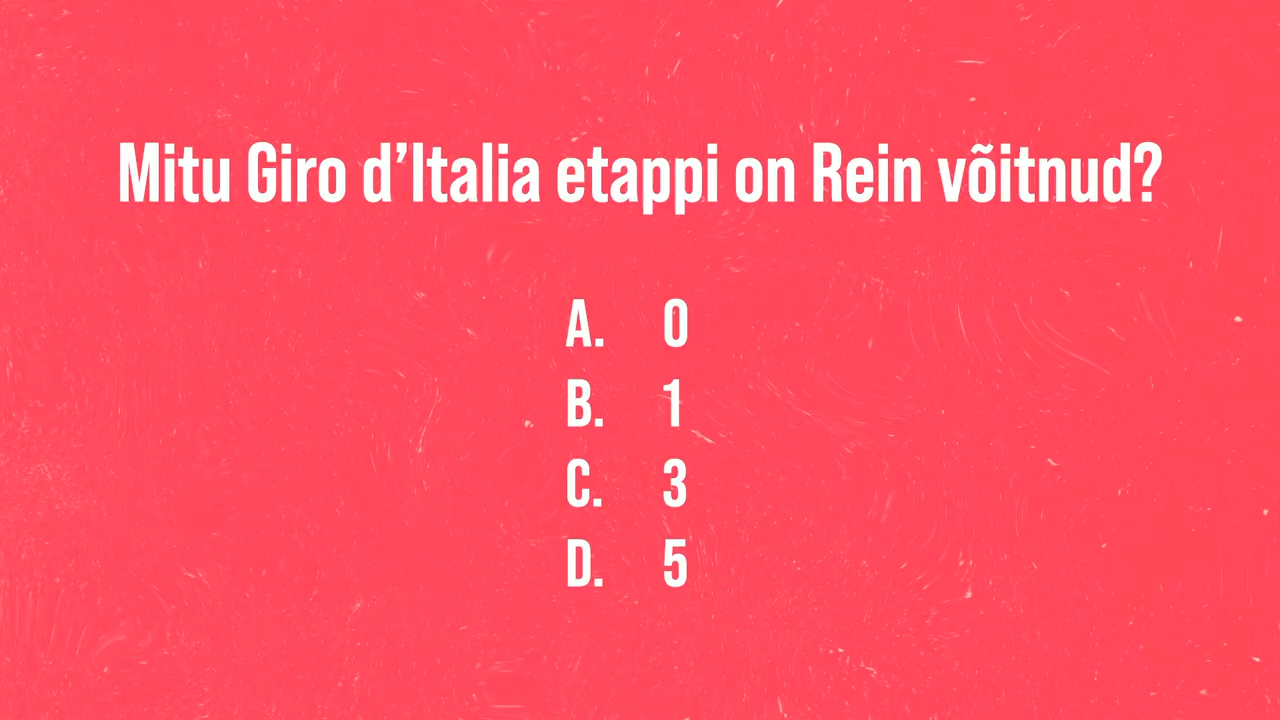 Mitu Giro d’Italia etappi on Rein võitnud?
A. 0
B. 1
C. 3
D. 5